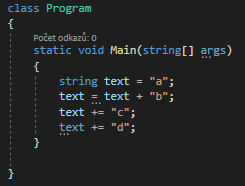 class Program
{
Počet odkazů: 0
static void Main(string[] args)
{
string text = "a";
text = text + "b";
text += "c";
text += "d";
}
}